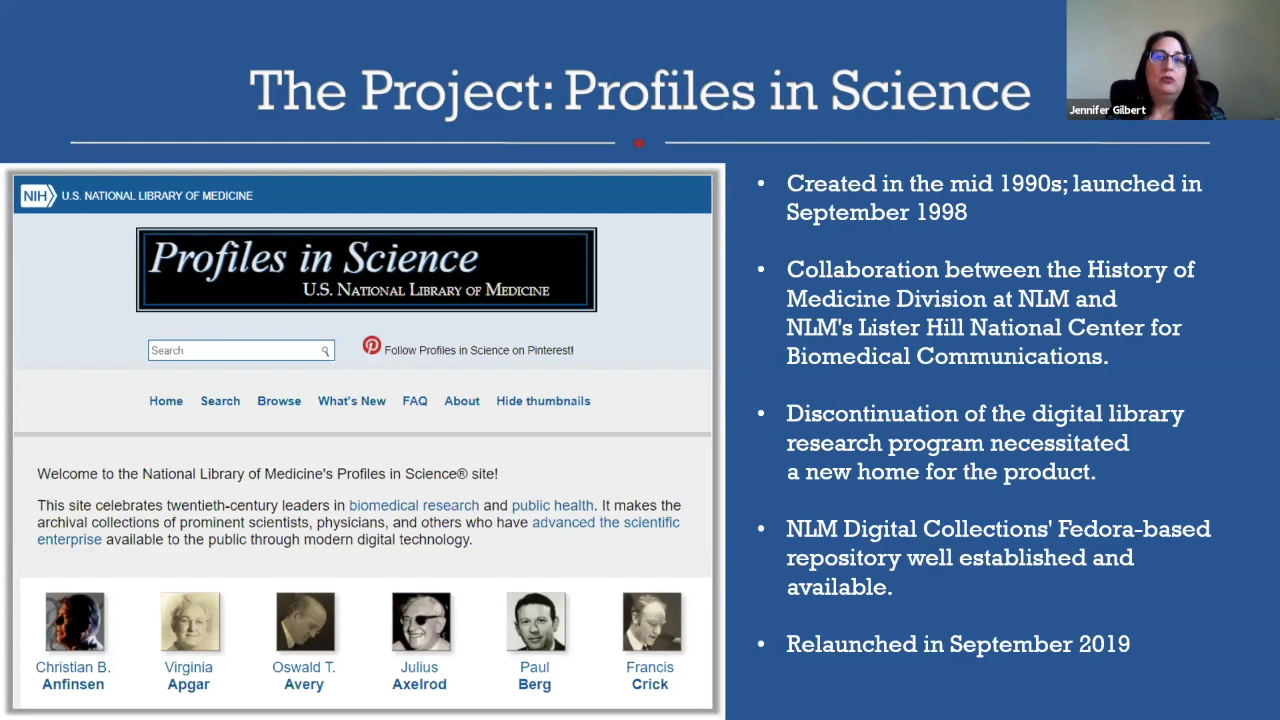 The Project: Profiles in Science
Jennifer Gilbert
NIH U.S. NATIONAL LIBRARY OF MEDICINE
Profiles in Science
U.S. NATIONAL LIBRARY OF MEDICINE
Search
Follow Profiles in Science on Pinterest!
Home Search Browse What's New FAQ About Hide thumbnails
Welcome to the National Library of Medicine's Profiles in Science® site!
This site celebrates twentieth-century leaders in biomedical research and public health. It makes the
archival collections of prominent scientists, physicians, and others who have advanced the scientific
enterprise available to the public through modern digital technology.
Christian B.
Anfinsen
Virginia
Apgar
Oswald T.
Avery
Julius
Axelrod
Paul
Berg
Francis
Crick
• Created in the mid 1990s; launched in
September 1998
• Collaboration between the History of
Medicine Division at NLM and
NLM's Lister Hill National Center for
Biomedical Communications.
• Discontinuation of the digital library
research program necessitated
a new home for the product.
• NLM Digital Collections' Fedora-based
repository well established and
available.
• Relaunched in September 2019